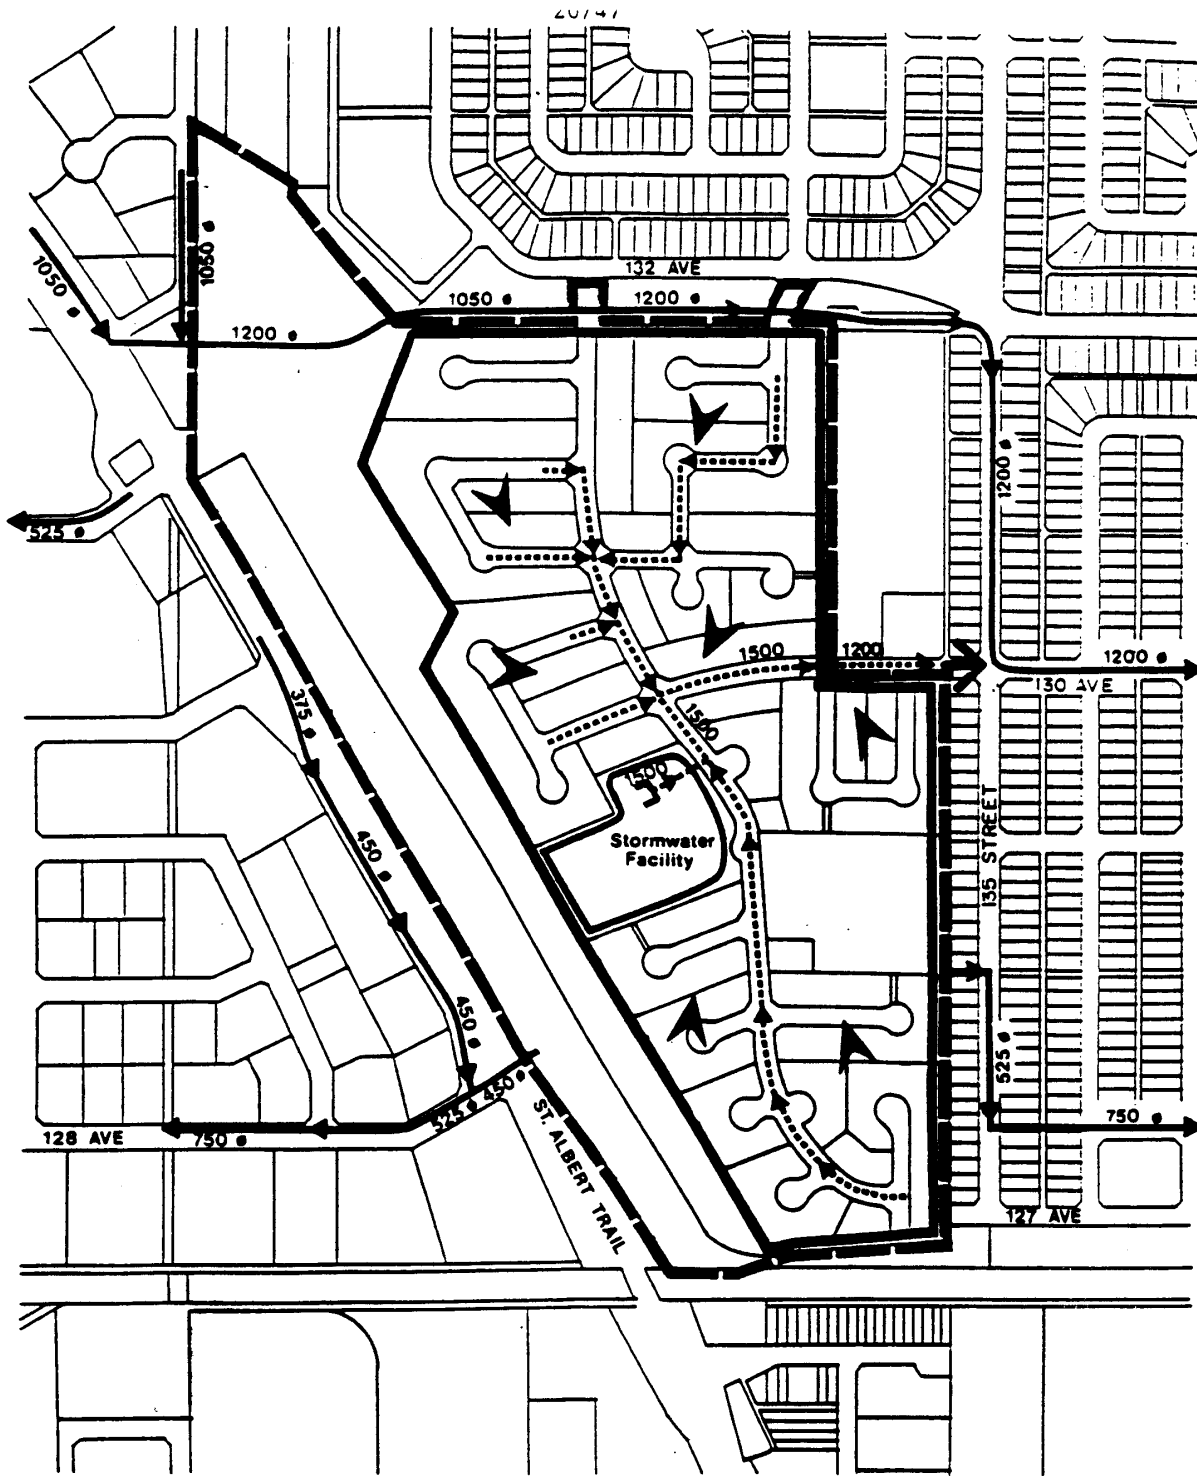 132 AVE
1050 ø
1050 ø
1050 ø
1200 ø
1200 ø
1200 ø
525 ø
1500
1200
1200 ø
130 AVE
375 ø
1500
1500
Stormwater
Facility
135 STREET
450 ø
450 ø
525 ø
450 ø
525 ø
128 AVE
750 ø
750 ø
ST. ALBERT TRAIL
127 AVE